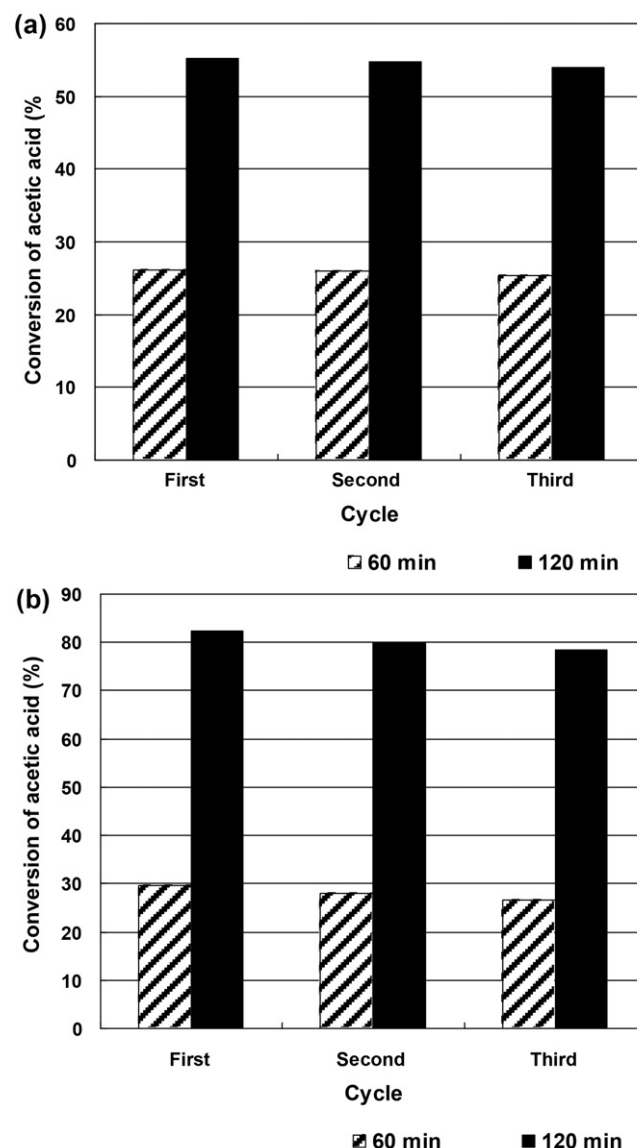 (a)
Conversion of acetic acid (%
60
50
40
30
20
10
0
First Second Third
Cycle
60 min 120 min
(b)
Conversion of acetic acid (%)
90
80
70
60
50
40
30
20
10
0
First Second Third
Cycle
60 min 120 min